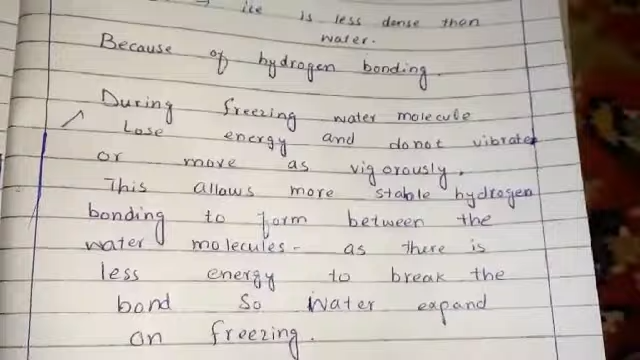 ice is less dense than
water.
Because of hydrogen bonding.
During freezing water molecule
Lose energy and donot vibrate
or move as vigorously.
This allows more stable hydrogen
bonding to form between the
water molecules- as there is
less energy to break the
bond So Water expand
on freezing.